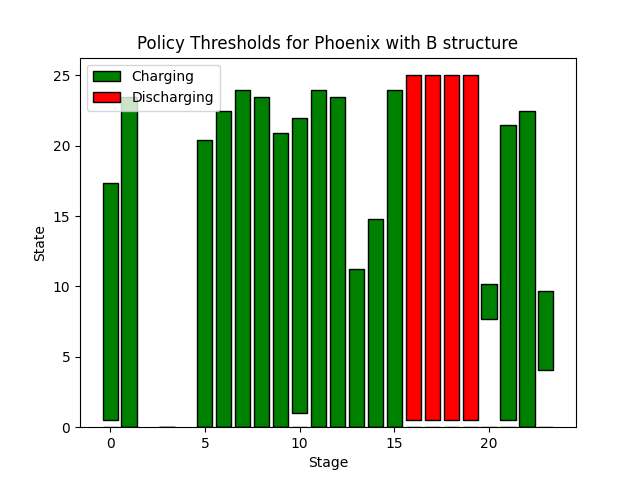 Policy Thresholds for Phoenix with B structure
Charging
Discharging
25
20
15
10
5
0
State
0 5 10 15 20
Stage